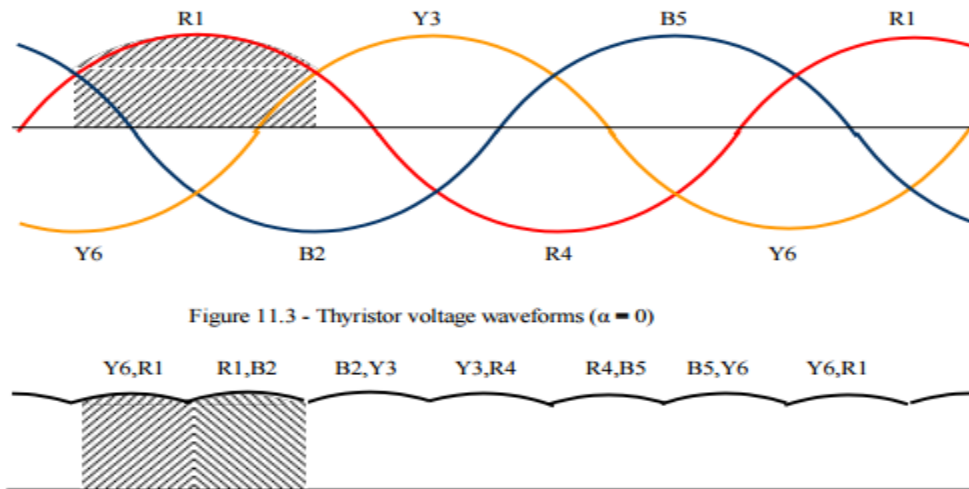 R1 Y3 B5 R1
Y6 B2 R4 Y6
Figure 11.3 - Thyristor voltage waveforms (α = 0)
Y6,R1 R1,B2 B2,Y3 Y3,R4 R4,B5 B5,Y6 Y6,R1